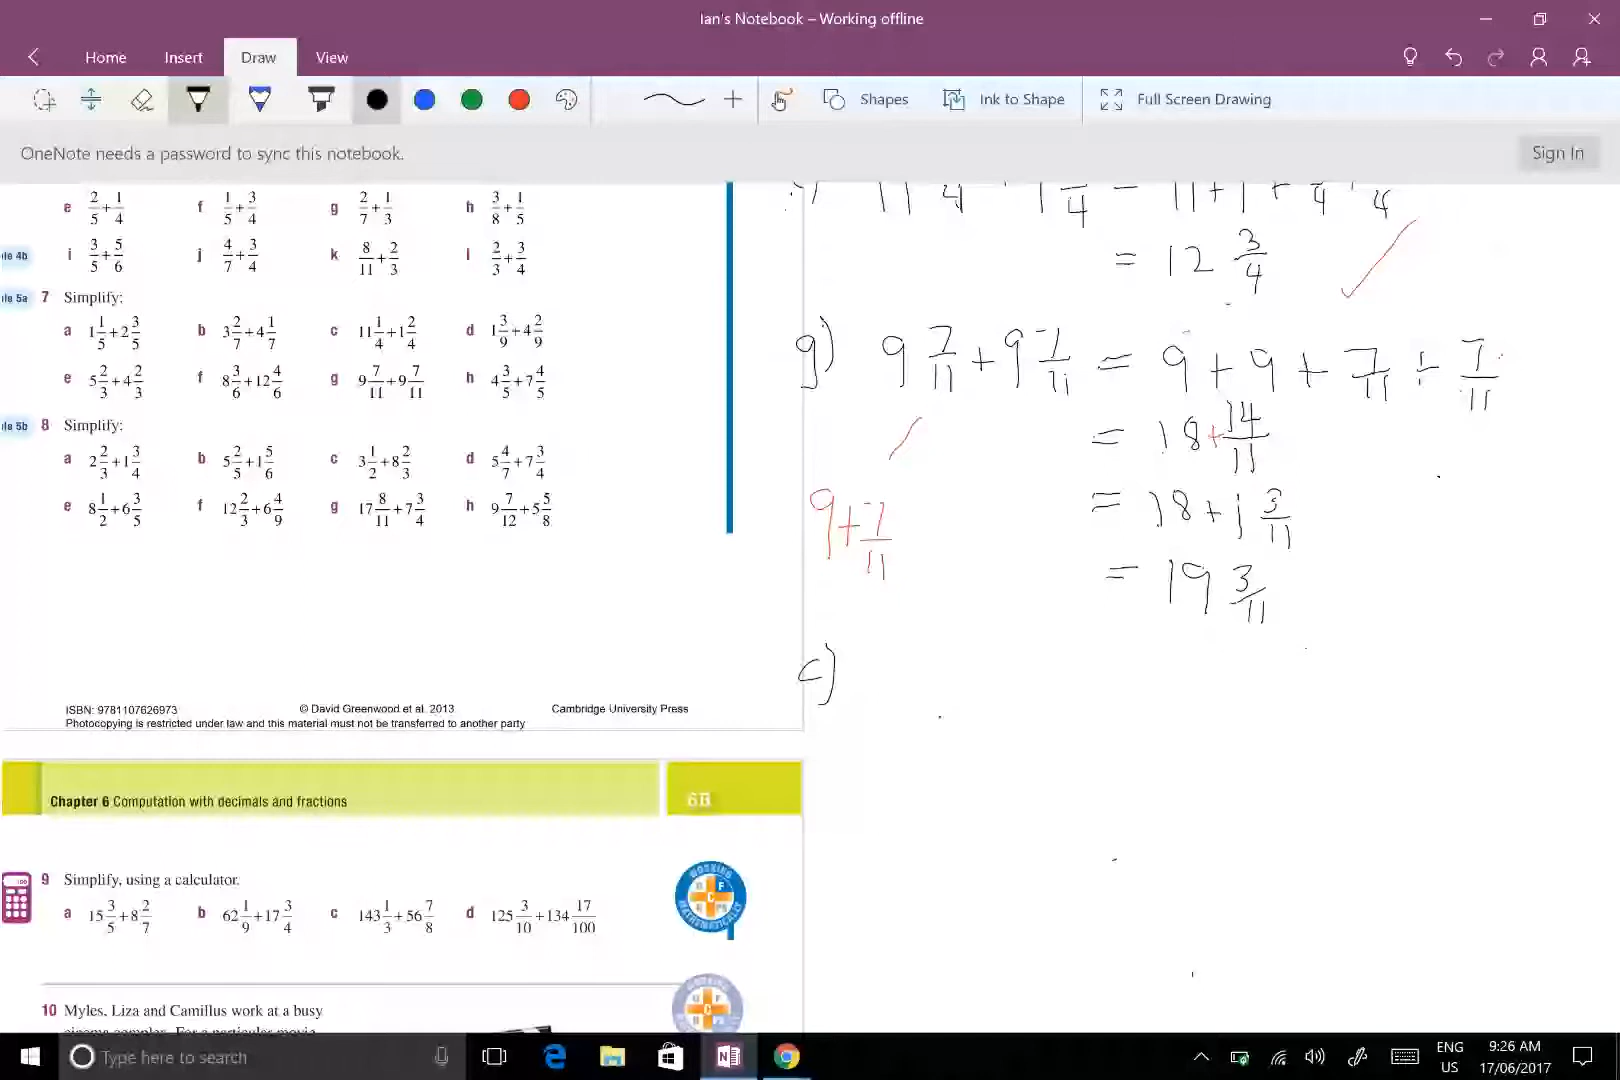 Ian's Notebook – Working offline
Home Insert Draw View
Shapes Ink to Shape Full Screen Drawing
OneNote needs a password to sync this notebook. Sign In
e 2/5 + 1/4 f 1/5 + 3/4 g 2/7 + 1/3 h 3/8 + 1/5
le 4b i 3/5 + 5/6 j 4/7 + 3/4 k 8/11 + 2/3 l 2/3 + 3/4
le 5a 7 Simplify:
a 1 1/5 + 2 3/5 b 3 2/7 + 4 1/7 c 11 1/4 + 1 2/4 d 1 3/9 + 4 2/9
e 5 2/3 + 4 2/3 f 8 3/6 + 12 4/6 g 9 7/11 + 9 7/11 h 4 3/5 + 7 4/5
le 5b 8 Simplify:
a 2 2/3 + 1 3/4 b 5 2/5 + 1 5/6 c 3 1/2 + 8 2/3 d 5 4/7 + 7 3/4
e 8 1/2 + 6 3/5 f 12 2/3 + 6 4/9 g 17 8/11 + 7 3/4 h 9 7/12 + 5 5/8
ISBN: 9781107626973 © David Greenwood et al. 2013 Cambridge University Press
Photocopying is restricted under law and this material must not be transferred to another party
Chapter 6 Computation with decimals and fractions 6B
9 Simplify, using a calculator.
a 15 3/5 + 8 2/7 b 62 1/9 + 17 3/4 c 143 1/3 + 56 7/8 d 125 3/10 + 134 17/100
WORKING
MATHEMATICALLY
10 Myles, Liza and Camillus work at a busy
= 12 3/4
g) 9 7/11 + 9 7/11 = 9 + 9 + 7/11 + 7/11
= 18 + 14/11
9 + 7/11
= 18 + 1 3/11
= 19 3/11
c)
Type here to search
ENG
US
9:26 AM
17/06/2017